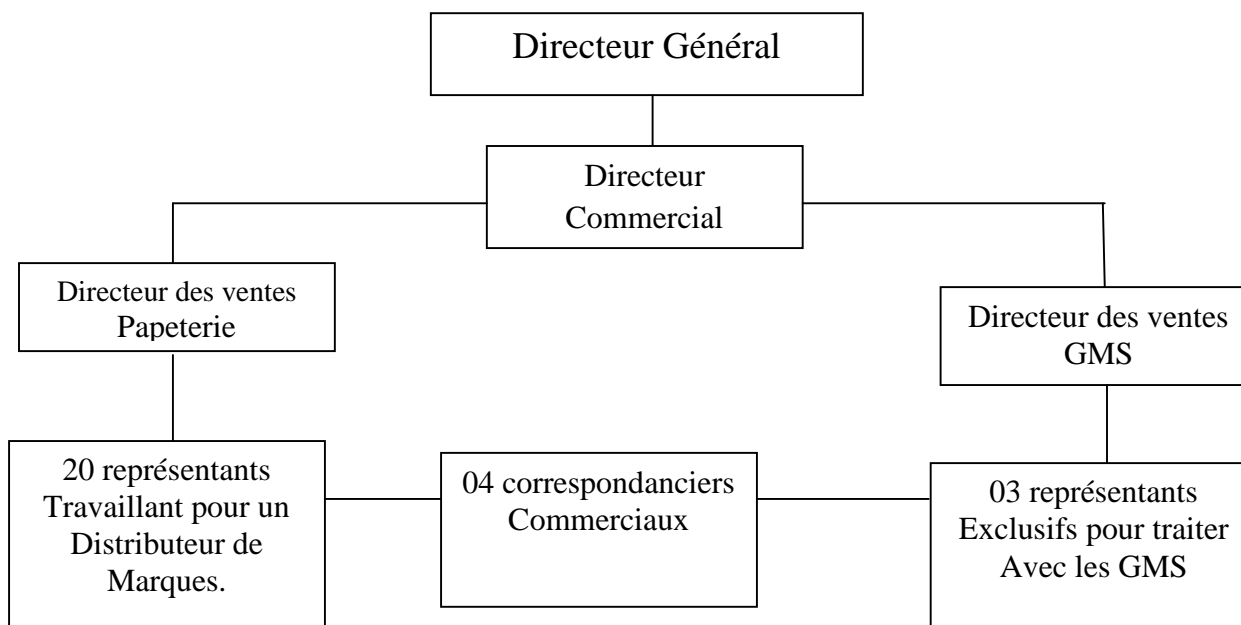 Directeur Général
Directeur
Commercial
Directeur des ventes
Papeterie
Directeur des ventes
GMS
20 représentants
Travaillant pour un
Distributeur de
Marques.
04 correspondanciers
Commerciaux
03 représentants
Exclusifs pour traiter
Avec les GMS